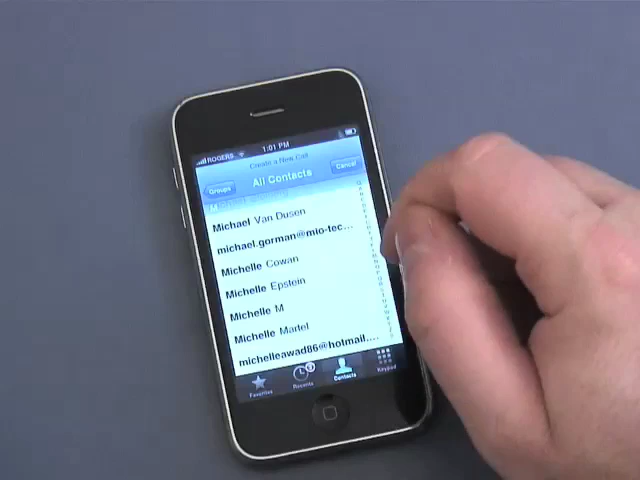 ROGERS 1:01 PM
Create a New Call
Groups All Contacts Cancel
Michael Van Dusen
michael.gorman@mio-tec...
Michelle Cowan
Michelle Epstein
Michelle M
Michelle Martel
michelleawad86@hotmail....
Favorites Recents Contacts Keypad